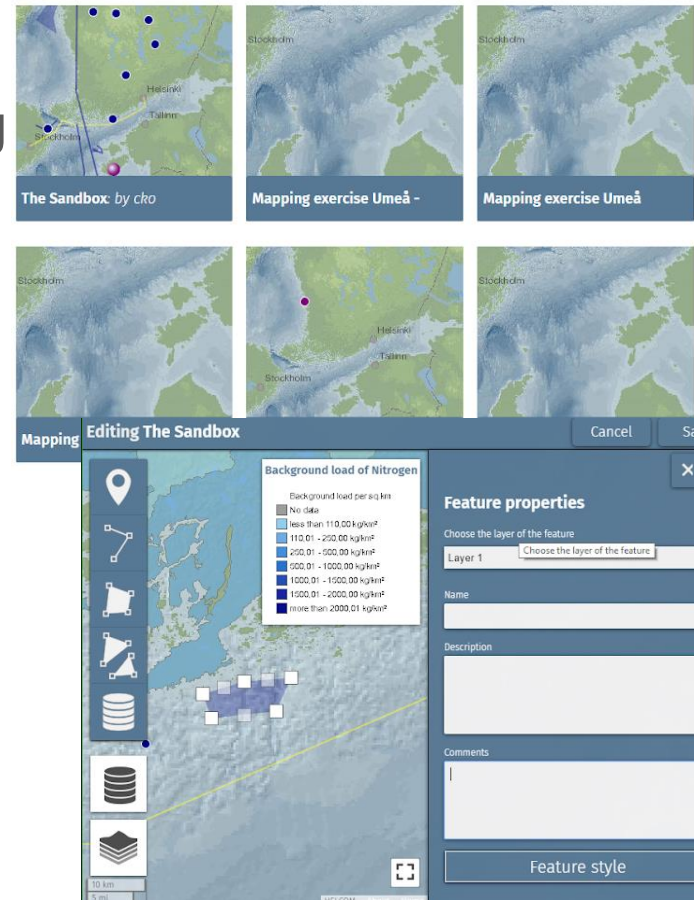 Stockholm
Helsinki
Tallinn
The Sandbox: by cko
Stockholm
Mapping exercise Umeå -
Stockholm
Mapping exercise Umeå
Stockholm
Mapping
Helsinki
Tallinn
Stockholm
Stockholm
Editing The Sandbox
Cancel
Sa
Background load of Nitrogen
Background load per sq km
No data
less than 110,00 kg/km²
110,01 - 250,00 kg/km²
250,01 - 500,00 kg/km²
500,01 - 1000,00 kg/km²
1000,01 - 1500,00 kg/km²
1500,01 - 2000,00 kg/km²
more than 2000,01 kg/km²
10 km
5 mi
HELCOM
Feature properties
Choose the layer of the feature
Layer 1
Choose the layer of the feature
Name
Description
Comments
Feature style